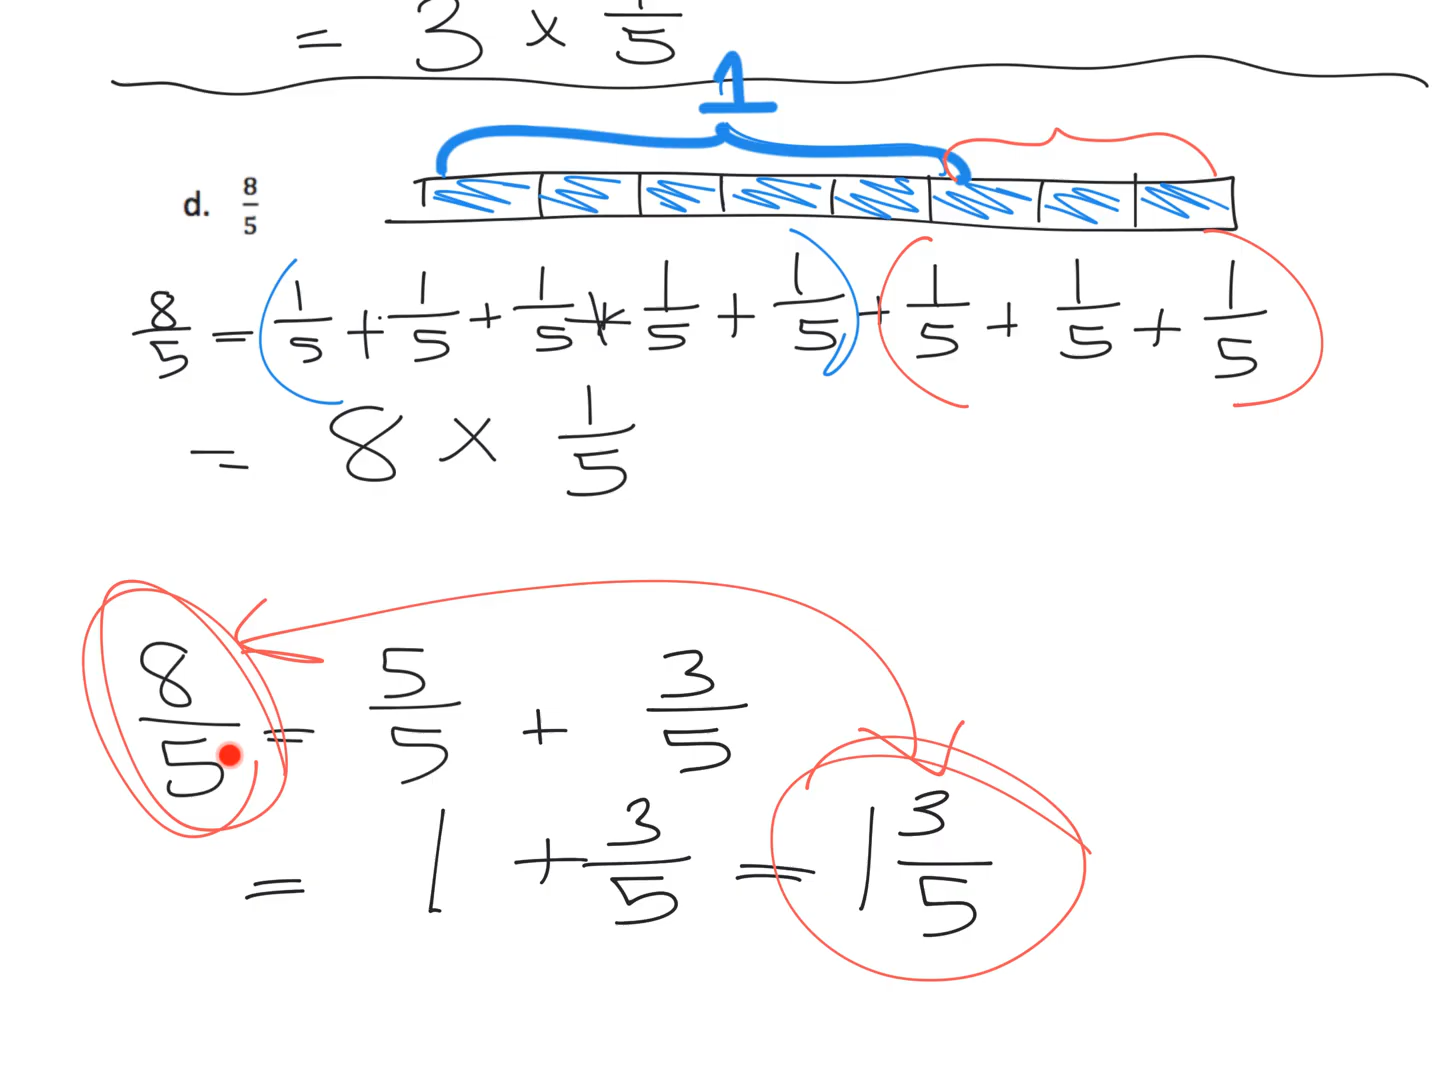 = 3 × 1/5
1
d. 8/5
8/5 = (1/5 + 1/5 + 1/5 + 1/5 + 1/5) + (1/5 + 1/5 + 1/5)
= 8 × 1/5
8/5 = 5/5 + 3/5
= 1 + 3/5 = 1 3/5